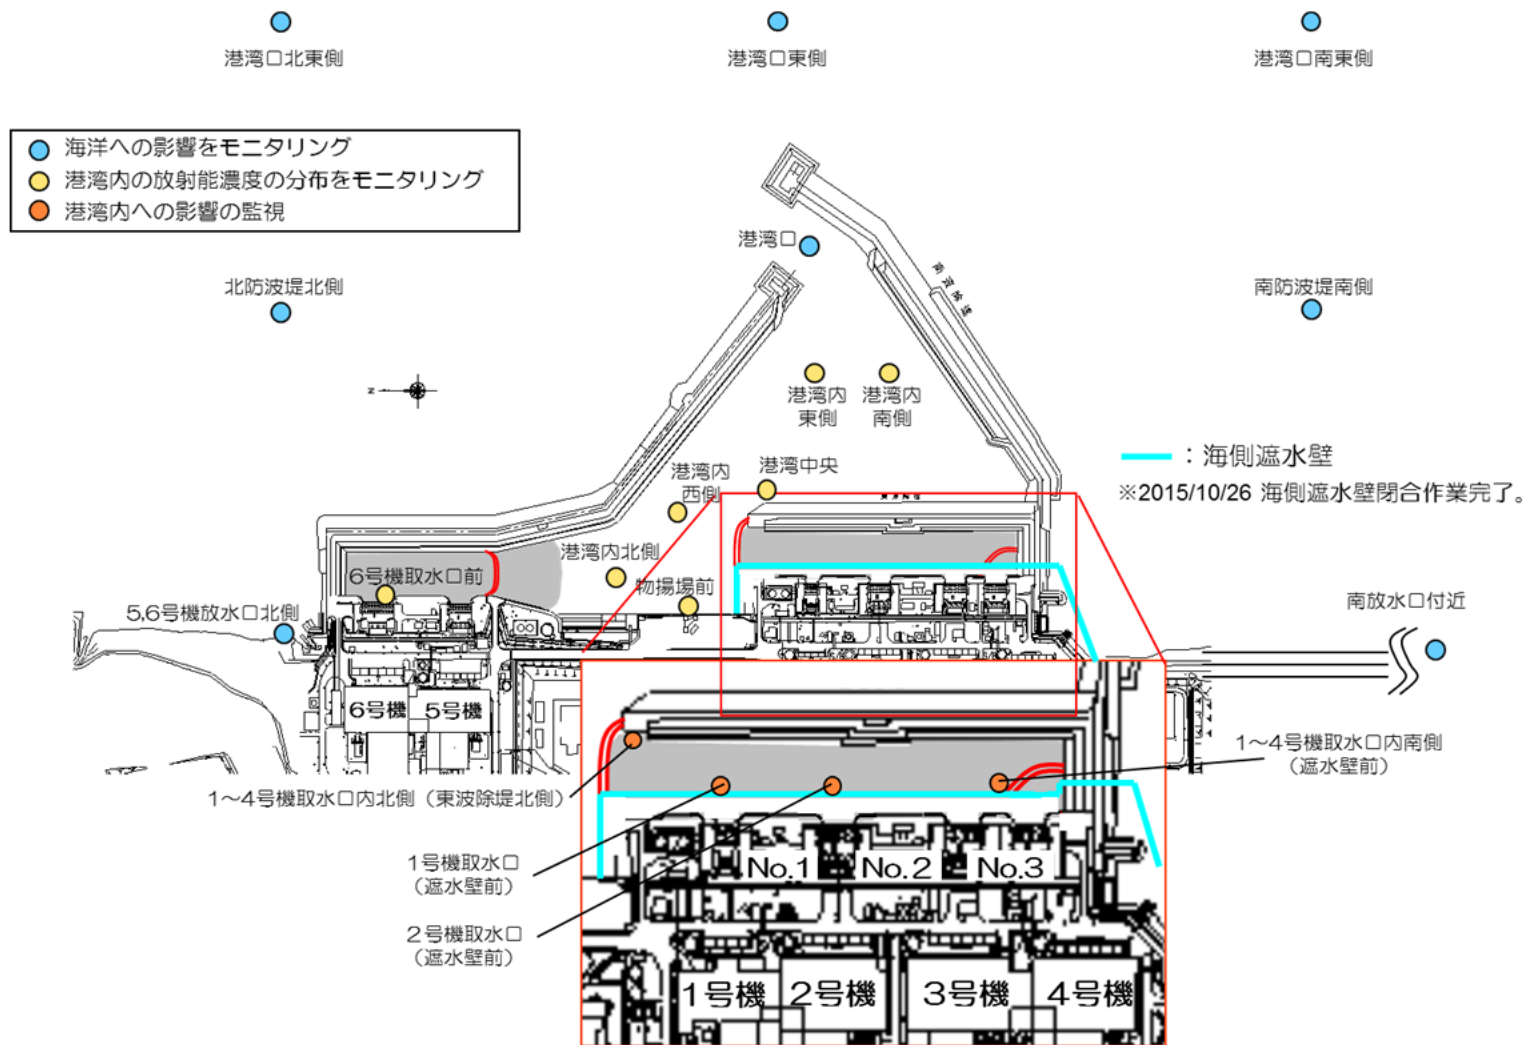 港湾口北東側
港湾口東側
港湾口南東側
海洋への影響をモニタリング
港湾内の放射能濃度の分布をモニタリング
港湾内への影響の監視
港湾口
北防波堤北側
南防波堤南側
N
港湾内
東側
港湾内
南側
：海側遮水壁
※2015/10/26 海側遮水壁閉合作業完了。
港湾内
西側
港湾中央
港湾内北側
6号機取水口前
物揚場前
5,6号機放水口北側
南放水口付近
6号機
5号機
1～4号機取水口内南側
（遮水壁前）
1～4号機取水口内北側（東波除堤北側）
1号機取水口
（遮水壁前）
No.1
No.2
No.3
2号機取水口
（遮水壁前）
1号機
2号機
3号機
4号機